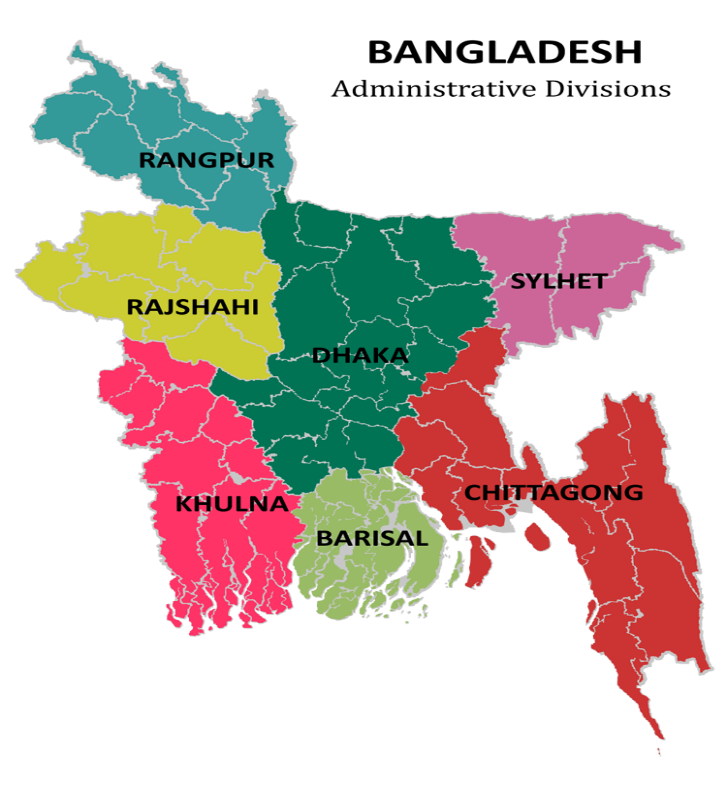 BANGLADESH
Administrative Divisions
RANGPUR
SYLHET
RAJSHAHI
DHAKA
CHITTAGONG
KHULNA
BARISAL